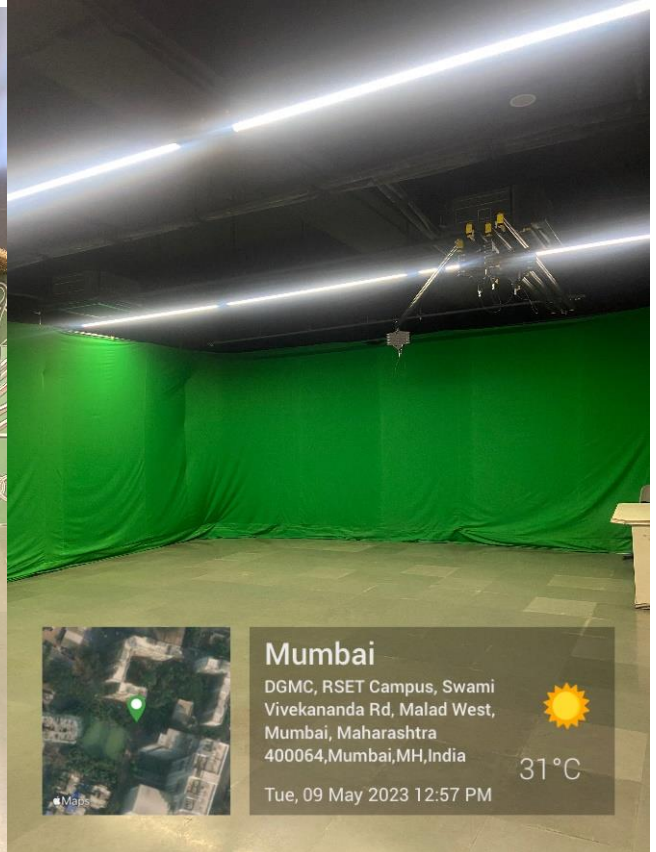 Mumbai
DGMC, RSET Campus, Swami
Vivekananda Rd, Malad West,
Mumbai, Maharashtra
400064,Mumbai,MH,India
31°C
Tue, 09 May 2023 12:57 PM
Maps